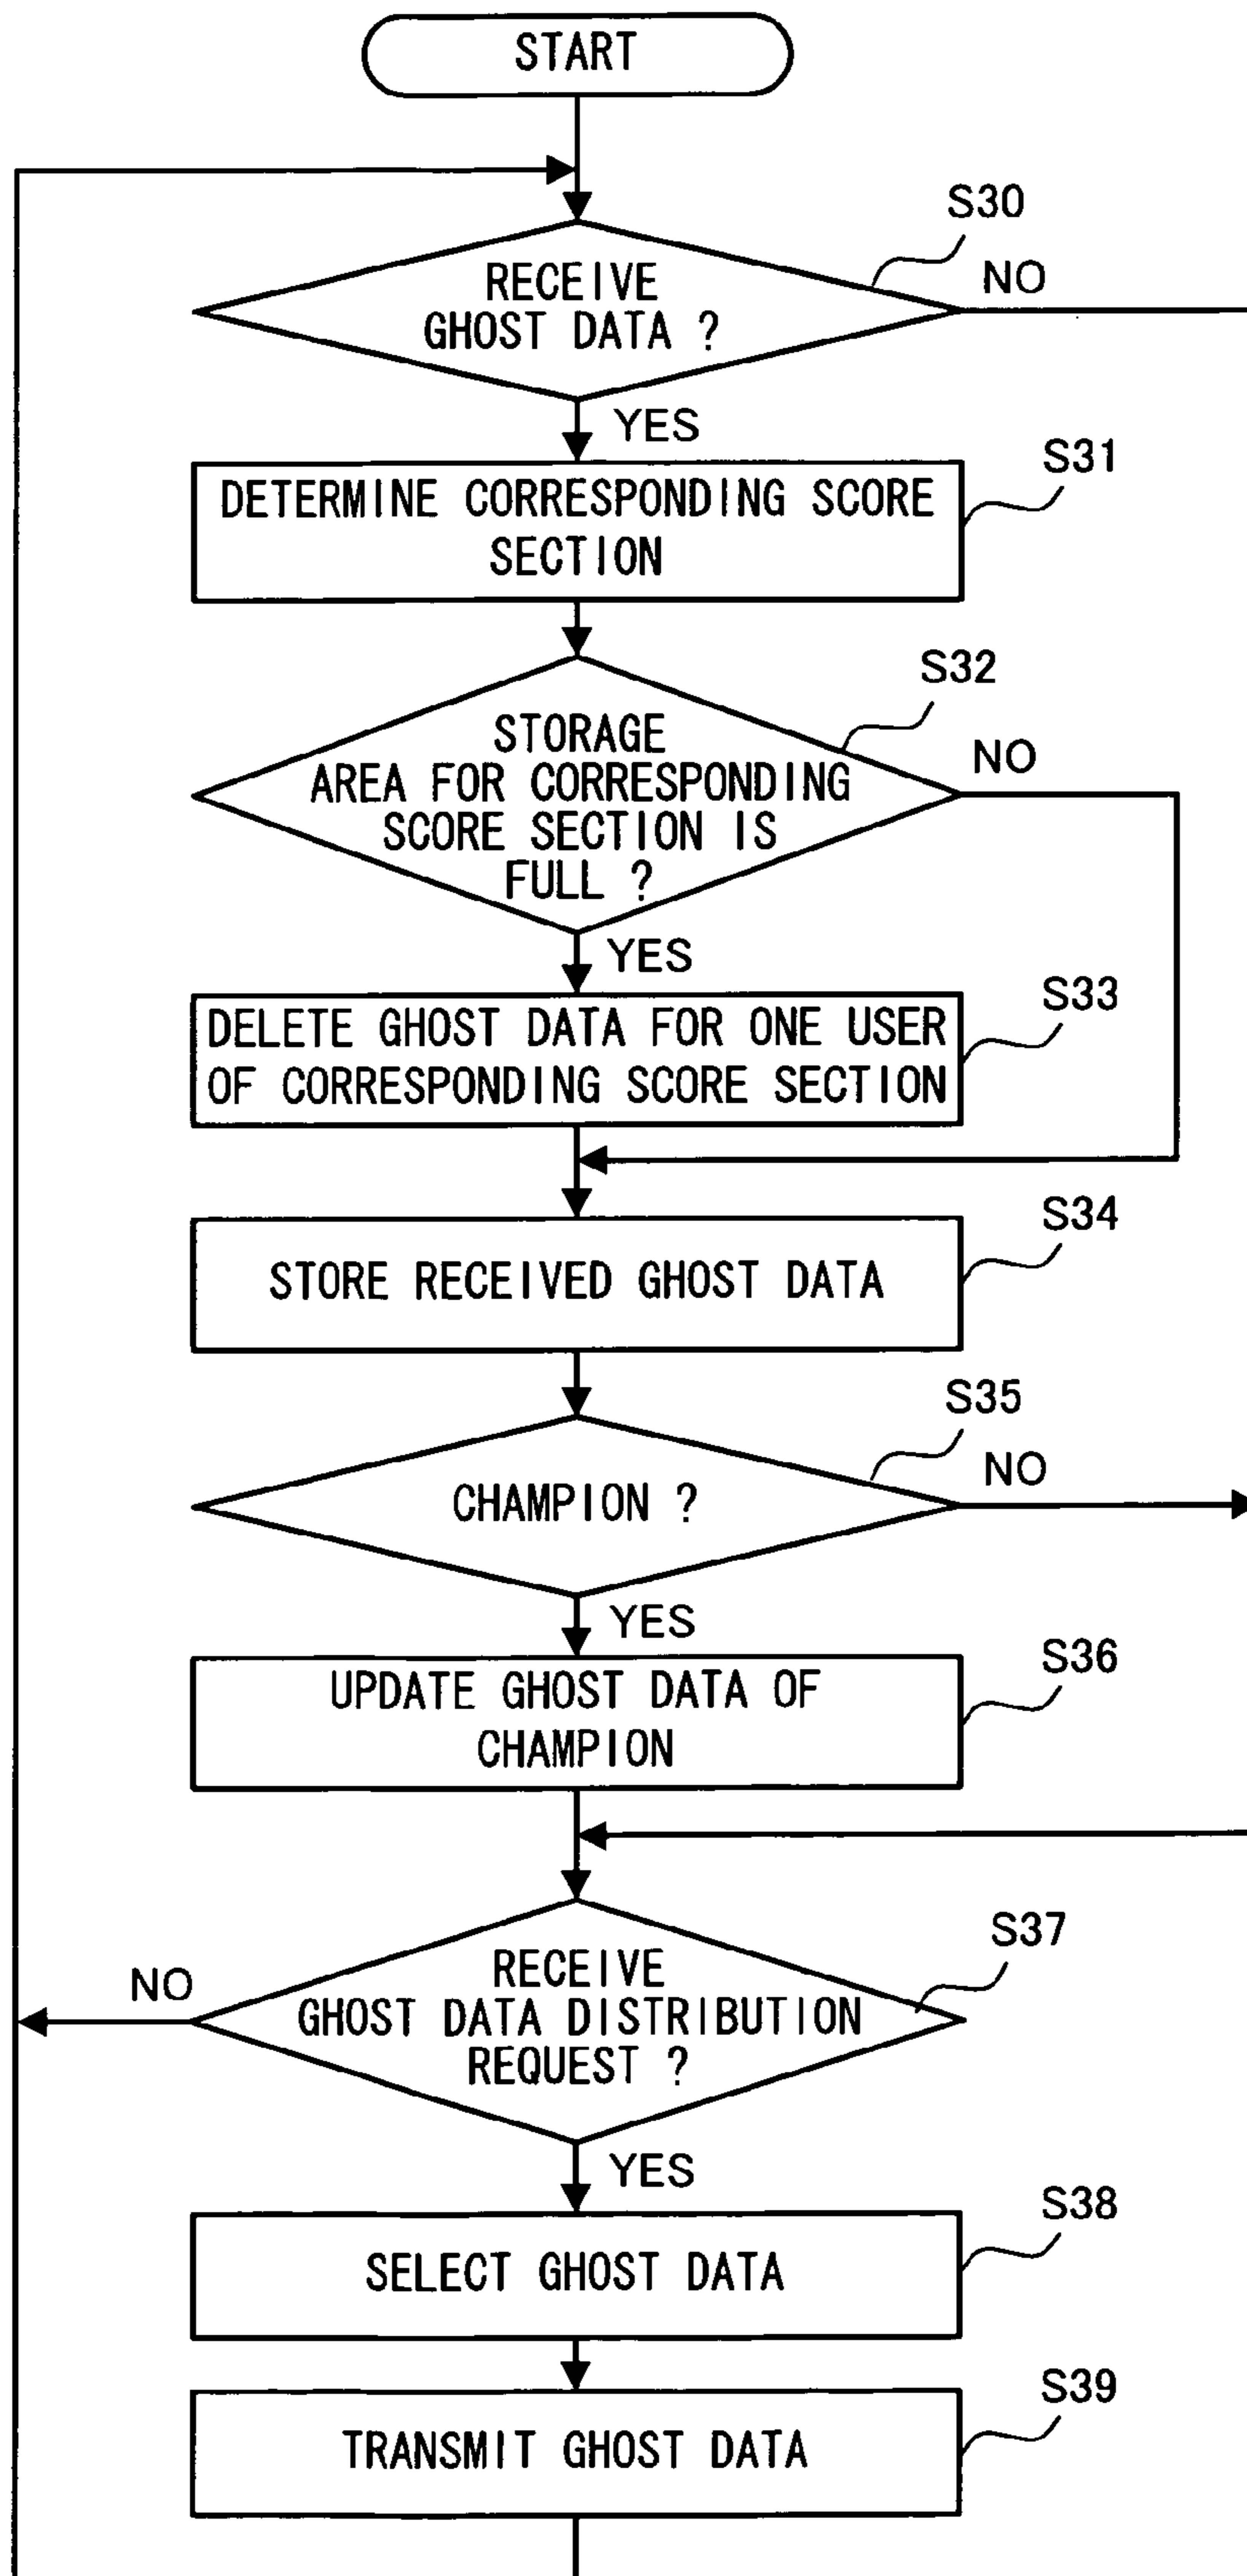 START
S30
RECEIVE
GHOST DATA ?
NO
YES
S31
DETERMINE CORRESPONDING SCORE
SECTION
S32
STORAGE
AREA FOR CORRESPONDING
SCORE SECTION IS
FULL ?
NO
YES
S33
DELETE GHOST DATA FOR ONE USER
OF CORRESPONDING SCORE SECTION
S34
STORE RECEIVED GHOST DATA
S35
CHAMPION ?
NO
YES
S36
UPDATE GHOST DATA OF
CHAMPION
S37
RECEIVE
GHOST DATA DISTRIBUTION
REQUEST ?
NO
YES
S38
SELECT GHOST DATA
S39
TRANSMIT GHOST DATA